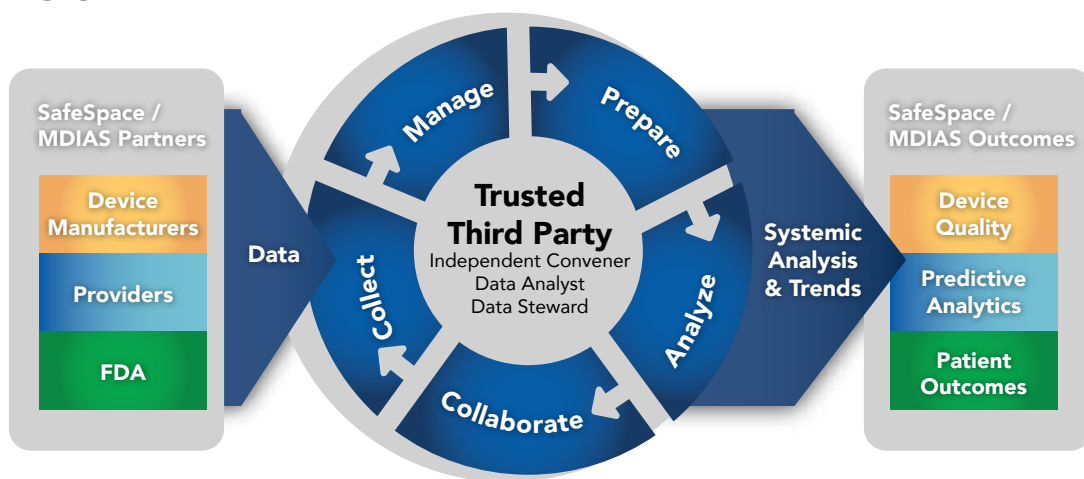 SafeSpace /
MDIAS Partners
Device
Manufacturers
Providers
FDA
Data
Manage
Prepare
Analyze
Collaborate
Collect
Trusted
Third Party
Independent Convener
Data Analyst
Data Steward
Systemic
Analysis
& Trends
SafeSpace /
MDIAS Outcomes
Device
Quality
Predictive
Analytics
Patient
Outcomes